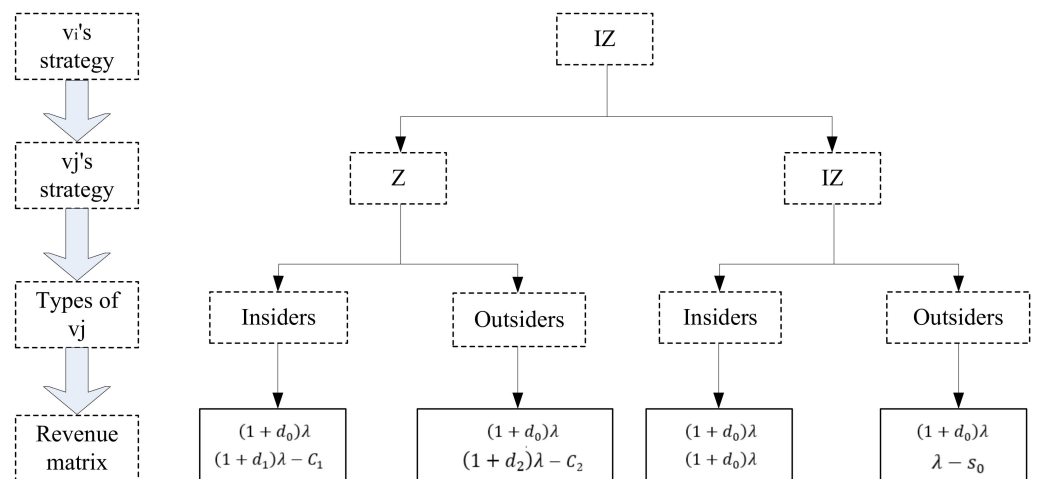 vi's
strategy
IZ
vj's
strategy
Z
IZ
Types of
vj
Insiders
Outsiders
Insiders
Outsiders
Revenue
matrix
(1 + d₀)λ
(1 + d₁)λ − C₁
(1 + d₀)λ
(1 + d₂)λ − C₂
(1 + d₀)λ
(1 + d₀)λ
(1 + d₀)λ
λ − s₀